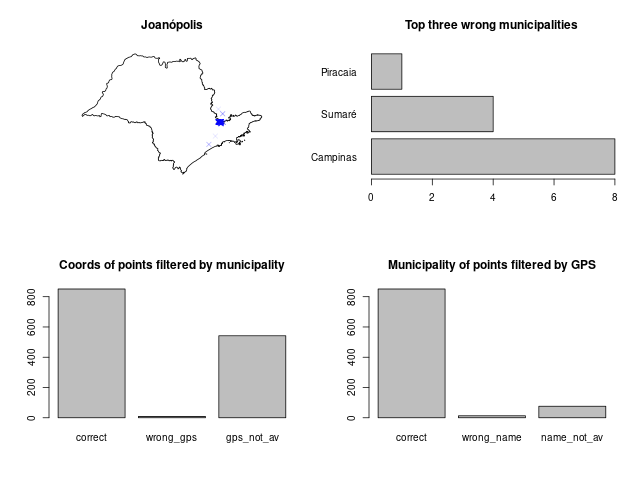 Joanópolis
Top three wrong municipalities
Piracaia
Sumaré
Campinas
0 2 4 6 8
Coords of points filtered by municipality
800
600
400
200
0
correct wrong_gps gps_not_av
Municipality of points filtered by GPS
800
600
400
200
0
correct wrong_name name_not_av